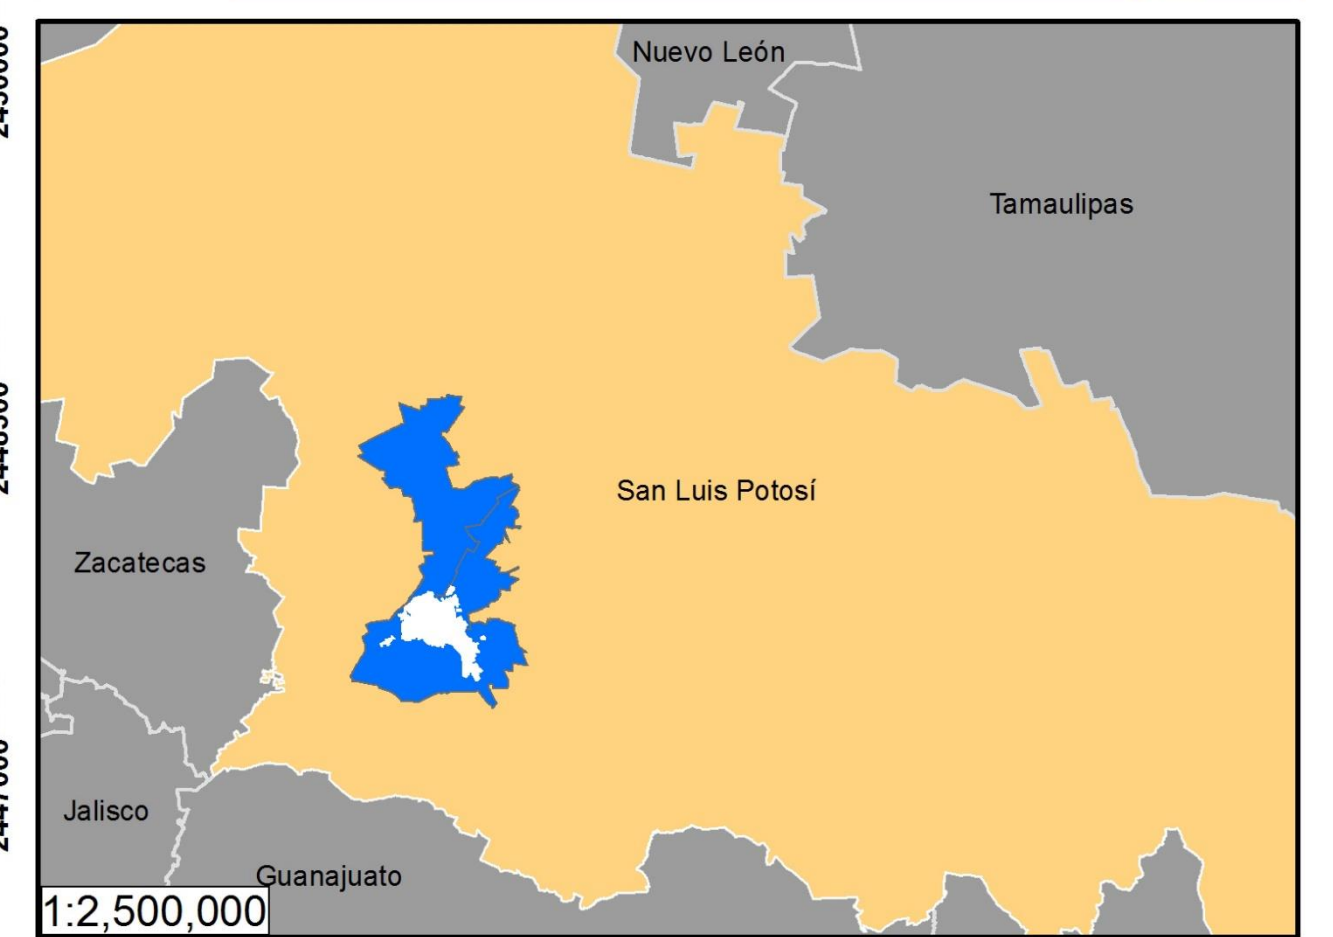 Nuevo León
Tamaulipas
San Luis Potosí
Zacatecas
Jalisco
Guanajuato
1:2,500,000